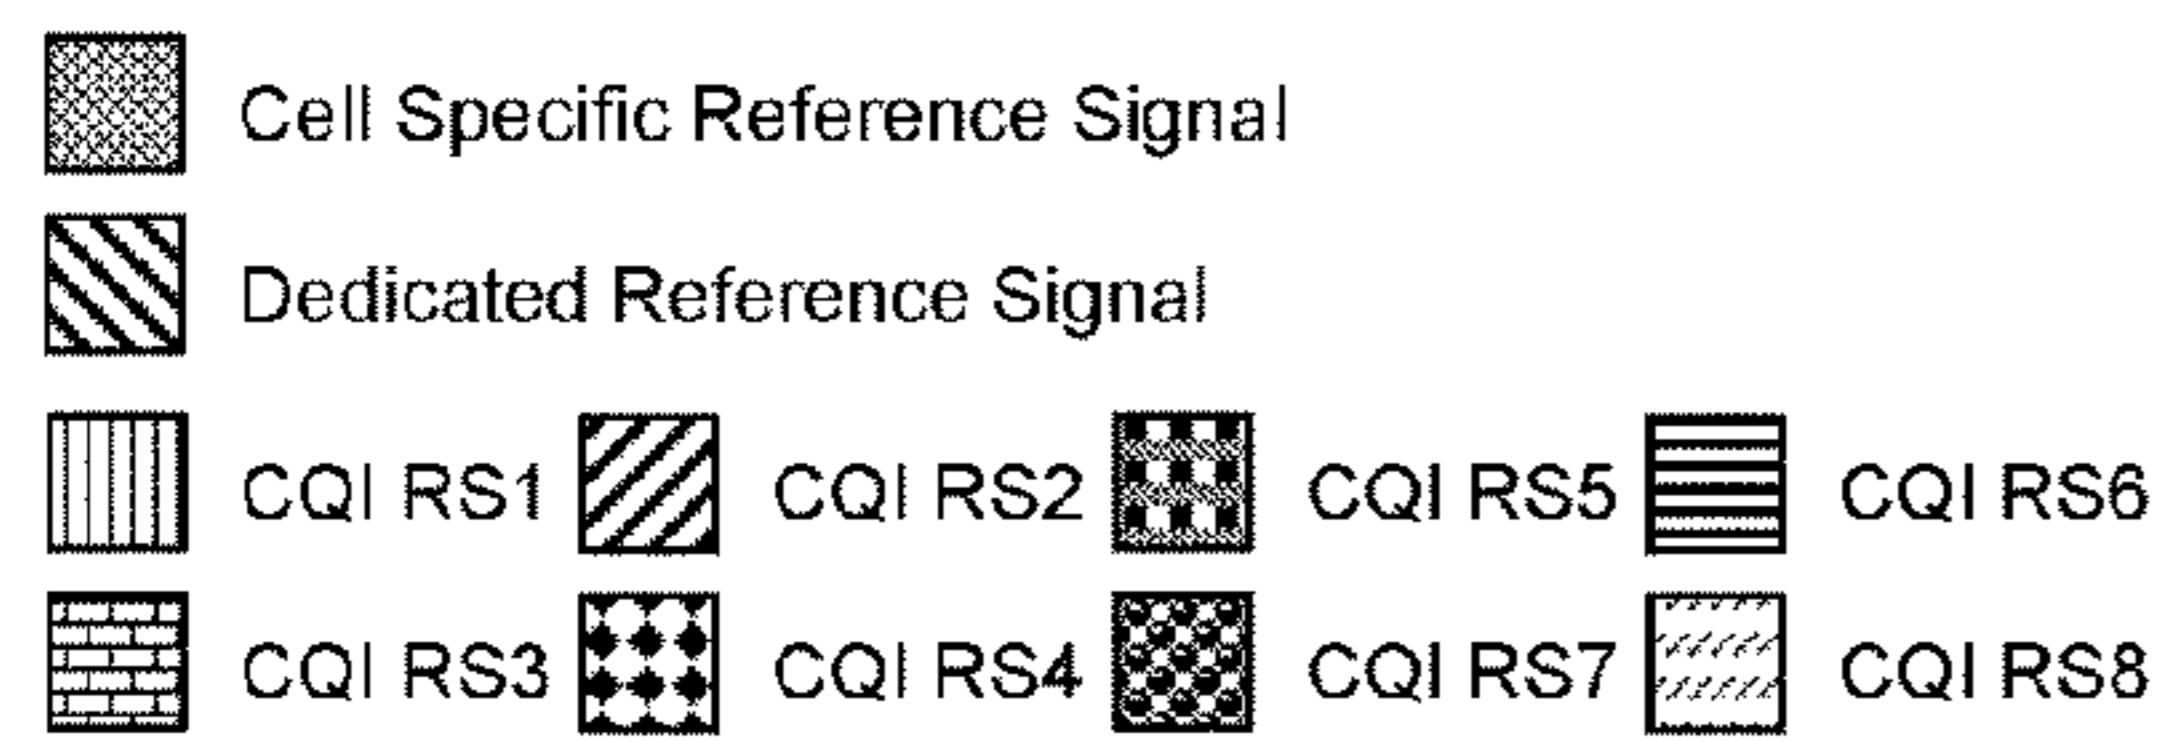 Cell Specific Reference Signal
Dedicated Reference Signal
CQI RS1 CQI RS2 CQI RS5 CQI RS6
CQI RS3 CQI RS4 CQI RS7 CQI RS8